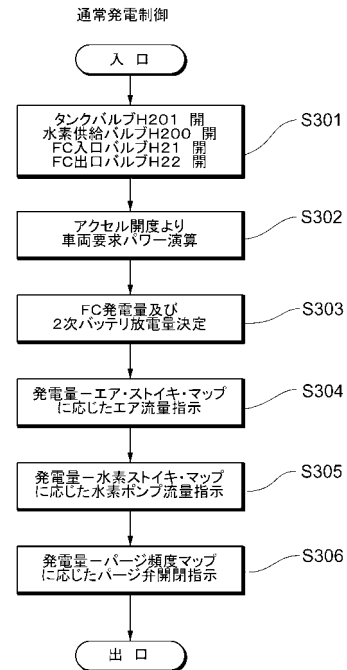 通常発電制御
入 口
タンクバルブH201 開
水素供給バルブH200 開
FC入口バルブH21 開
FC出口バルブH22 開
S301
アクセル開度より
車両要求パワー演算
S302
FC発電量及び
2次バッテリ放電量決定
S303
発電量－エア・ストイキ・マップ
に応じたエア流量指示
S304
発電量－水素ストイキ・マップ
に応じた水素ポンプ流量指示
S305
発電量－パージ頻度マップ
に応じたパージ弁開閉指示
S306
出 口